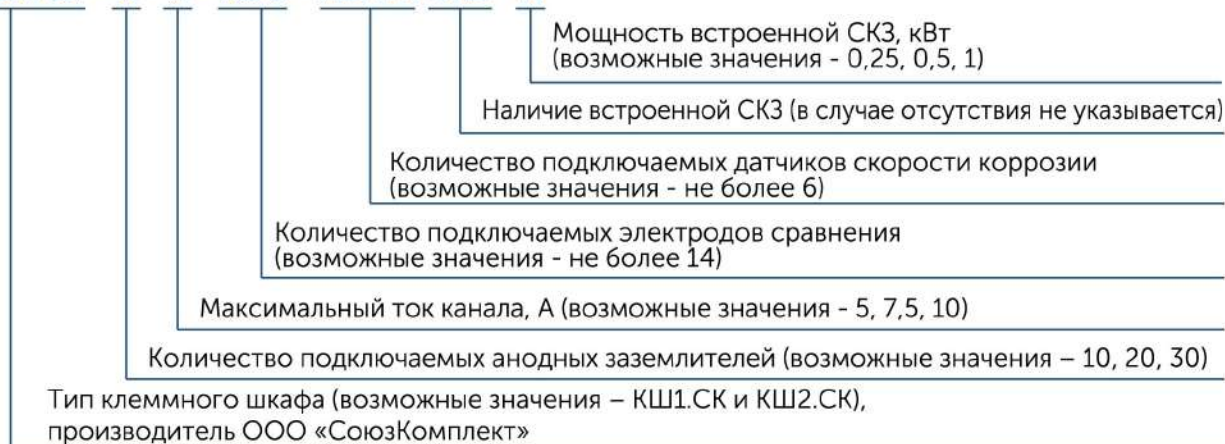 Мощность встроенной СКЗ, кВт
(возможные значения - 0,25, 0,5, 1)
Наличие встроенной СКЗ (в случае отсутствия не указывается)
Количество подключаемых датчиков скорости коррозии
(возможные значения - не более 6)
Количество подключаемых электродов сравнения
(возможные значения - не более 14)
Максимальный ток канала, А (возможные значения - 5, 7,5, 10)
Количество подключаемых анодных заземлителей (возможные значения – 10, 20, 30)
Тип клеммного шкафа (возможные значения – КШ1.СК и КШ2.СК),
производитель ООО «СоюзКомплект»